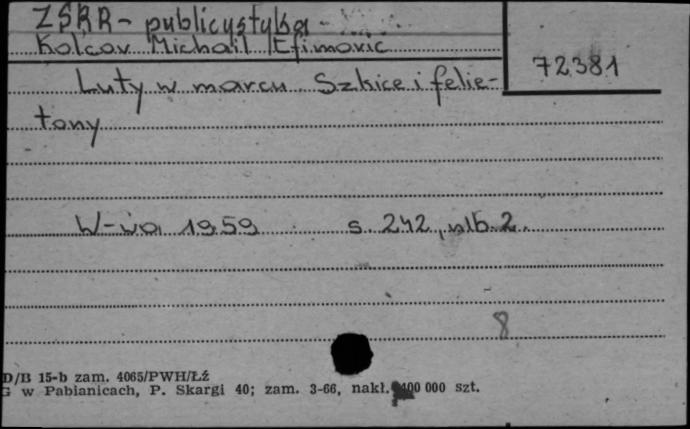 ZSRR - publicystyka
Kolcov Michail Efimovič
72381
Luty w marcu. Szkice i felie-
tony
W-wa 1959 s. 242, nlb. 2.
8
D/B 15-b zam. 4065/PWH/Łź
G w Pabianicach, P. Skargi 40; zam. 3-66, nakł. 400 000 szt.